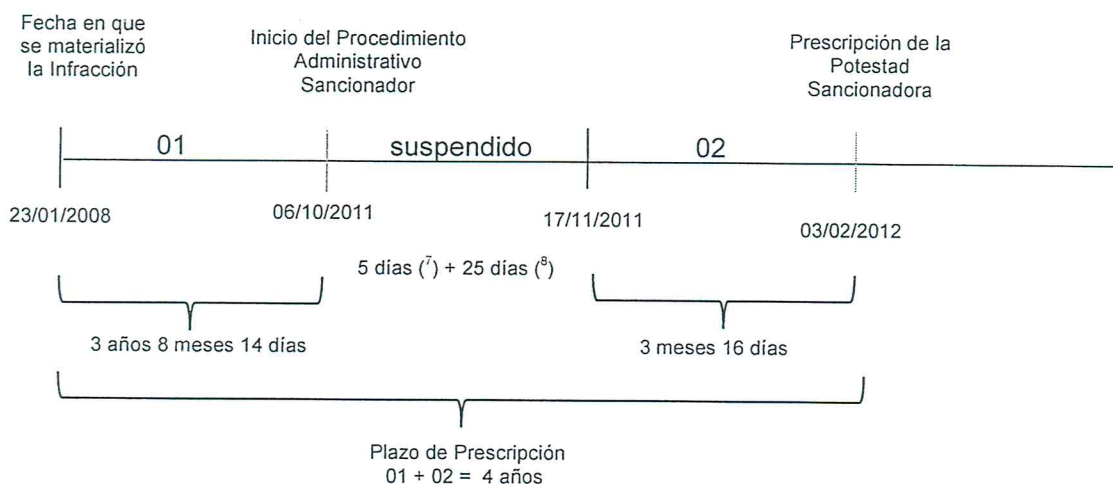 Fecha en que
se materializó
la Infracción
Inicio del Procedimiento
Administrativo
Sancionador
Prescripción de la
Potestad
Sancionadora
01
suspendido
02
23/01/2008
06/10/2011
17/11/2011
03/02/2012
5 días (7) + 25 días (8)
3 años 8 meses 14 días
3 meses 16 días
Plazo de Prescripción
01 + 02 = 4 años